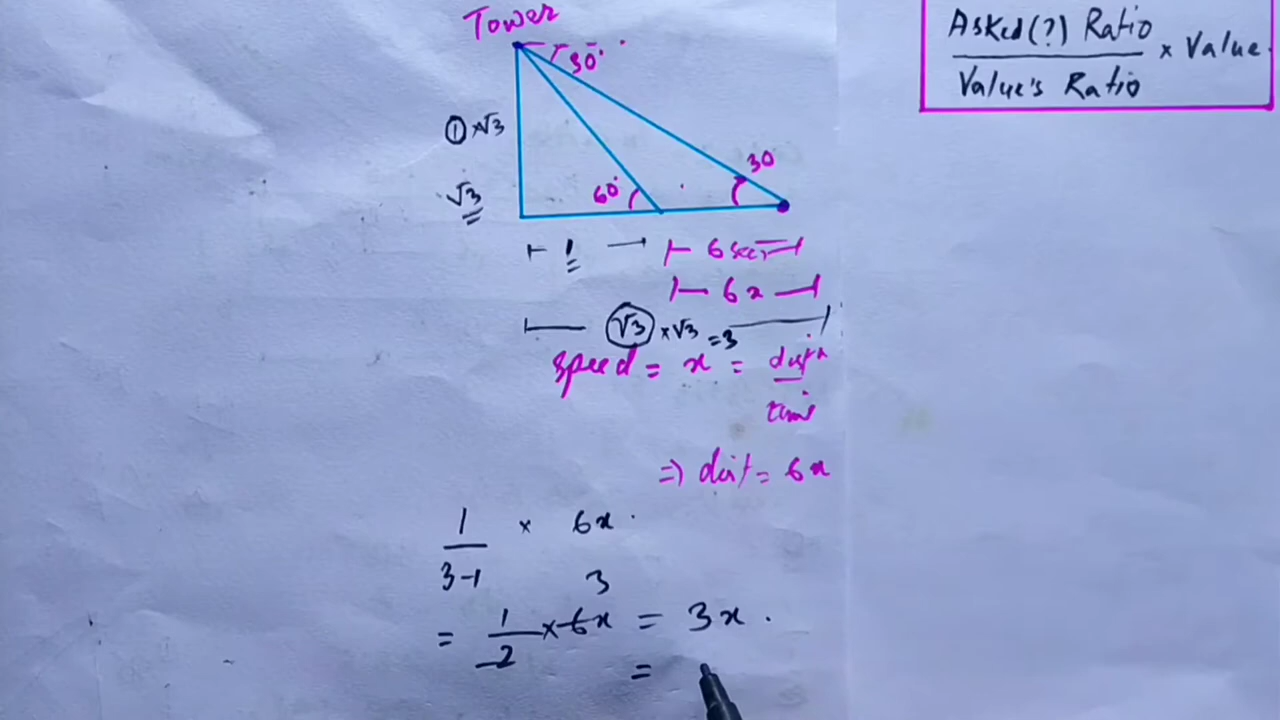 Tower
30°
Asked(?) Ratio
Value's Ratio
× Value
① ×√3
√3
60°
30
1
6 sec
6x
√3 ×√3 = 3
speed = x = dist
time
=> dist = 6x
1 × 6x
3-1 3
= 1 × 6x = 3x.
2
=